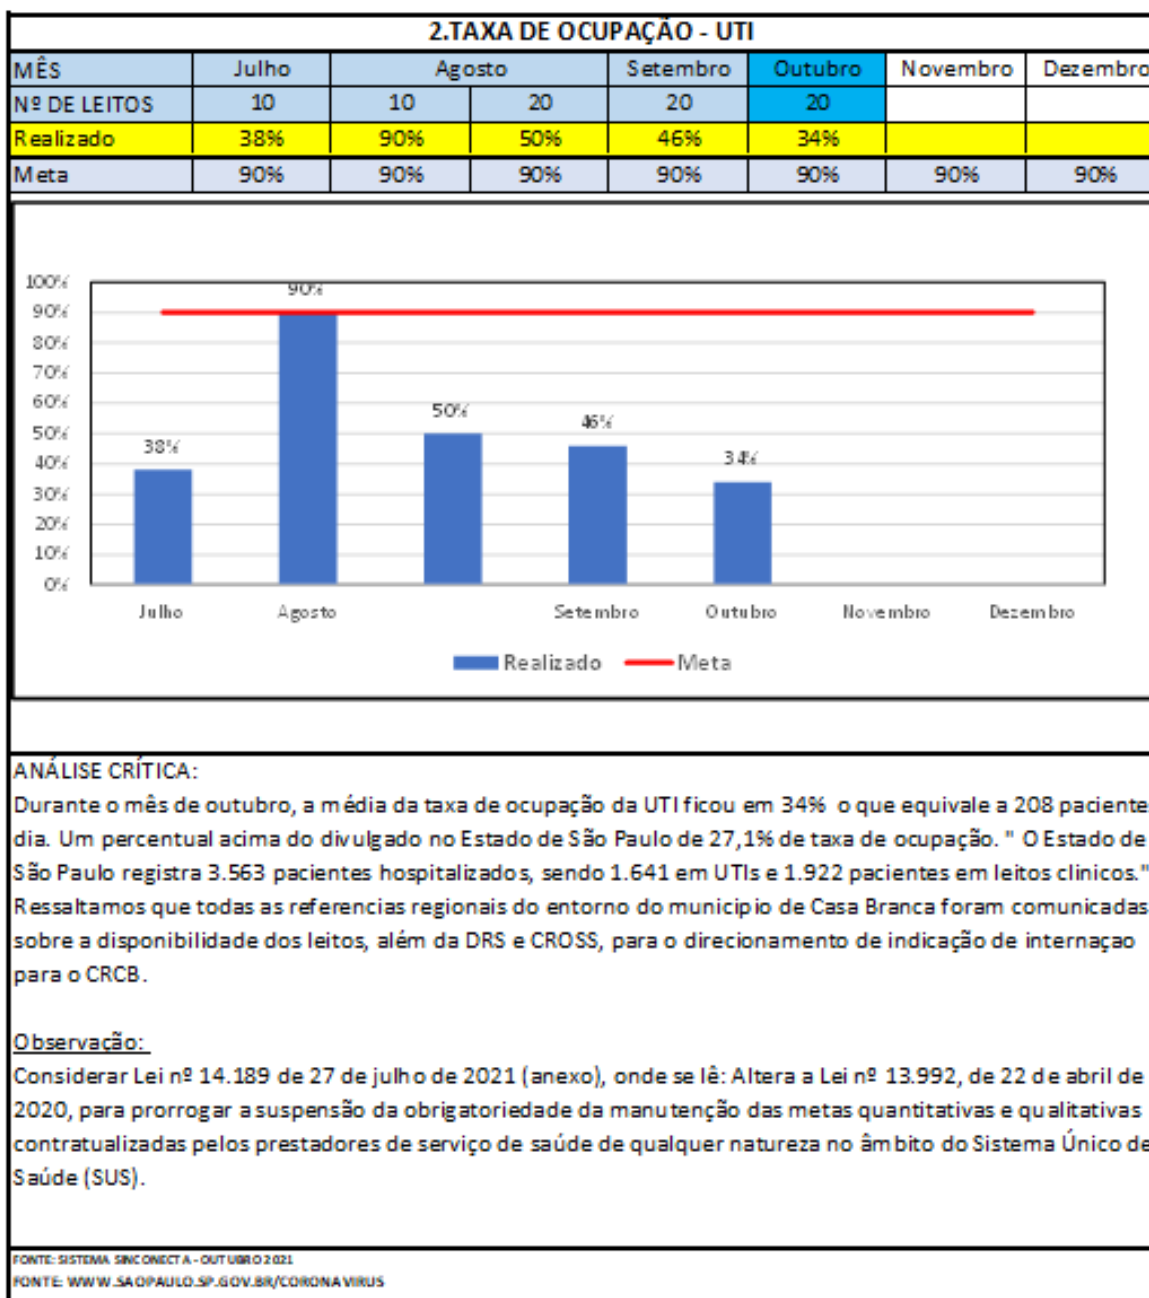 2.TAXA DE OCUPAÇÃO - UTI
MÊS Julho Agosto Setembro Outubro Novembro Dezembro
Nº DE LEITOS 10 10 20 20 20
Realizado 38% 90% 50% 46% 34%
Meta 90% 90% 90% 90% 90% 90% 90%
100%
90%
80%
70%
60%
50%
40%
30%
20%
10%
0%
38%
90%
50%
46%
34%
Julho Agosto Setembro Outubro Novembro Dezembro
Realizado Meta
ANÁLISE CRÍTICA:
Durante o mês de outubro, a média da taxa de ocupação da UTI ficou em 34% o que equivale a 208 paciente
dia. Um percentual acima do divulgado no Estado de São Paulo de 27,1% de taxa de ocupação. " O Estado de
São Paulo registra 3.563 pacientes hospitalizados, sendo 1.641 em UTIs e 1.922 pacientes em leitos clinicos."
Ressaltamos que todas as referencias regionais do entorno do municipio de Casa Branca foram comunicadas
sobre a disponibilidade dos leitos, além da DRS e CROSS, para o direcionamento de indicação de internaçao
para o CRCB.
Observação:
Considerar Lei nº 14.189 de 27 de julho de 2021 (anexo), onde se lê: Altera a Lei nº 13.992, de 22 de abril de
2020, para prorrogar a suspensão da obrigatoriedade da manutenção das metas quantitativas e qualitativas
contratualizadas pelos prestadores de serviço de saúde de qualquer natureza no âmbito do Sistema Único de
Saúde (SUS).
FONTE: SISTEMA SINCONECTA - OUTUBRO 2021
FONTE: WWW.SAOPAULO.SP.GOV.BR/CORONAVIRUS